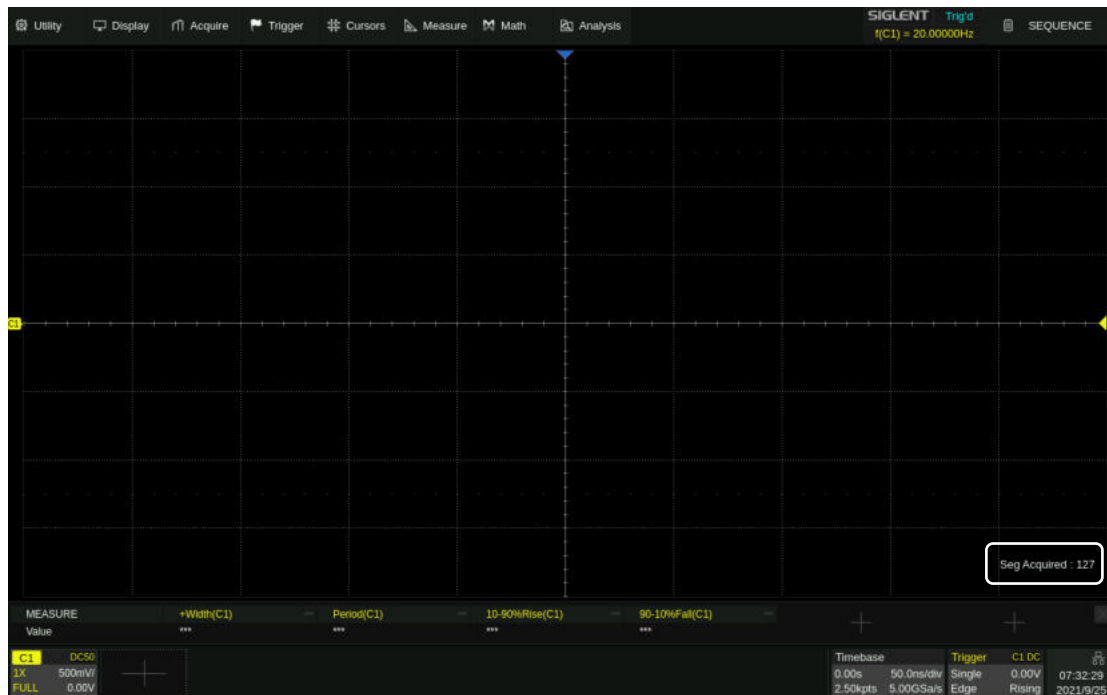 Utility Display Acquire Trigger Cursors Measure Math Analysis SIGLENT Trig'd SEQUENCE
f(C1) = 20.00000Hz
C1
Seg Acquired : 127
MEASURE +Width(C1) Period(C1) 10-90%Rise(C1) 90-10%Fall(C1)
Value *** *** *** ***
C1 DC50 Timebase Trigger C1 DC
1X 500mV/ 0.00s 50.0ns/div Single 0.00V 07:32:29
FULL 0.00V 2.50kpts 5.00GSa/s Edge Rising 2021/9/25